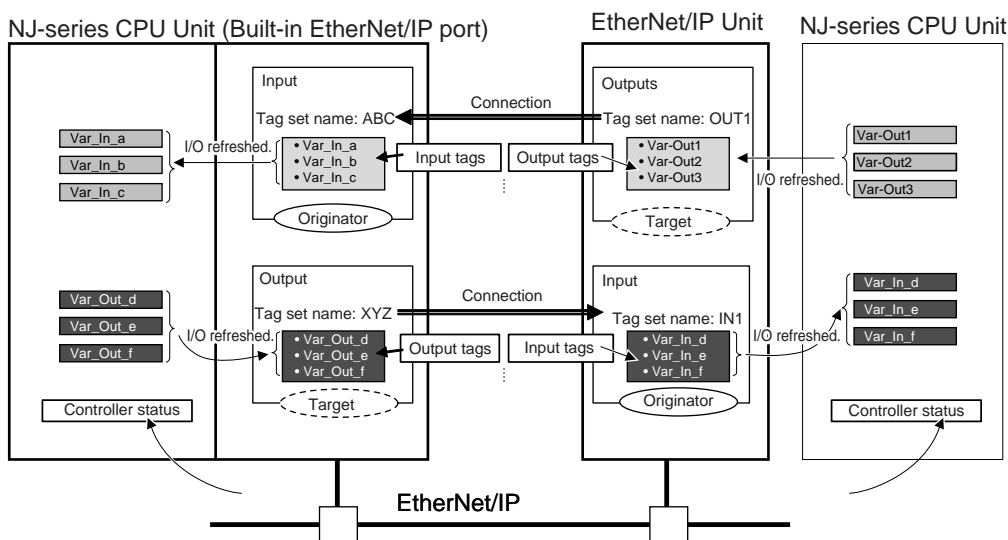 NJ-series CPU Unit (Built-in EtherNet/IP port)
EtherNet/IP Unit
NJ-series CPU Unit
Input
Tag set name: ABC
• Var_In_a
• Var_In_b
• Var_In_c
Originator
Var_In_a
Var_In_b
Var_In_c
I/O refreshed.
Connection
Input tags
Output tags
Outputs
Tag set name: OUT1
• Var-Out1
• Var-Out2
• Var-Out3
Target
I/O refreshed.
Var-Out1
Var-Out2
Var-Out3
Var_Out_d
Var_Out_e
Var_Out_f
I/O refreshed.
Output
Tag set name: XYZ
• Var_Out_d
• Var_Out_e
• Var_Out_f
Target
Connection
Output tags
Input tags
Input
Tag set name: IN1
• Var_In_d
• Var_In_e
• Var_In_f
Originator
I/O refreshed.
Var_In_d
Var_In_e
Var_In_f
Controller status
Controller status
EtherNet/IP